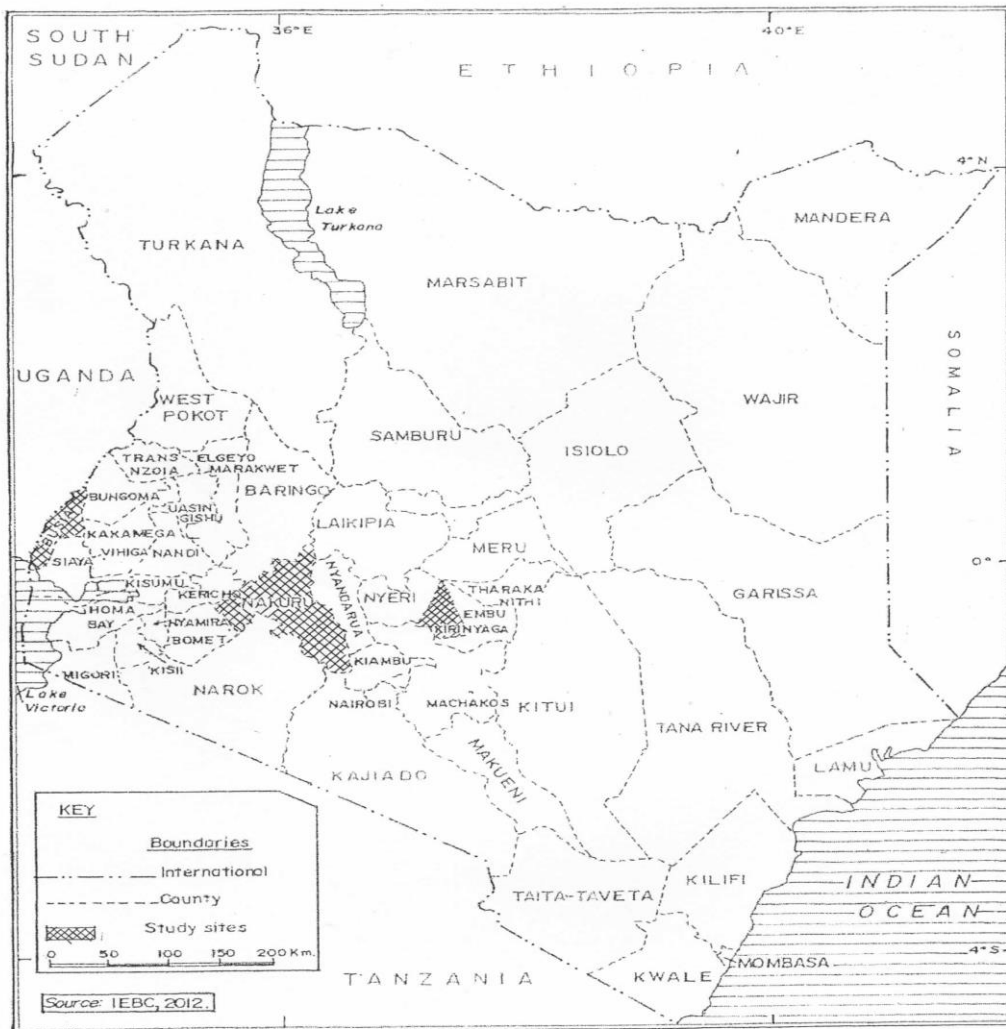 SOUTH
SUDAN
36°E
40°E
ETHIOPIA
4°N
Lake
Turkana
MANDERA
TURKANA
MARSABIT
SOMALIA
UGANDA
WEST
POKOT
WAJIR
SAMBURU
ISIOLO
TRANS
NZOIA
ELGEYO
MARAKWET
BARINGO
BUNGOMA
UASIN
GISHU
LAIKIPIA
KAKAMEGA
VIHIGA
NANDI
MERU
SIAYA
0°
KISUMU
KERICHO
NAKURU
NYANDARUA
NYERI
THARAKA
NITHI
GARISSA
HOMA
BAY
NYAMIRA
EMBU
KIRINYAGA
BOMET
KIAMBU
MIGORI
KISII
NAROK
NAIROBI
MACHAKOS
KITUI
Lake
Victoria
TANA RIVER
MAKUENI
LAMU
KAJIADO
KEY
Boundaries
International
County
Study sites
0 50 100 150 200 Km.
TAITA-TAVETA
KILIFI
INDIAN
OCEAN
4°S
MOMBASA
KWALE
TANZANIA
Source: IEBC, 2012.